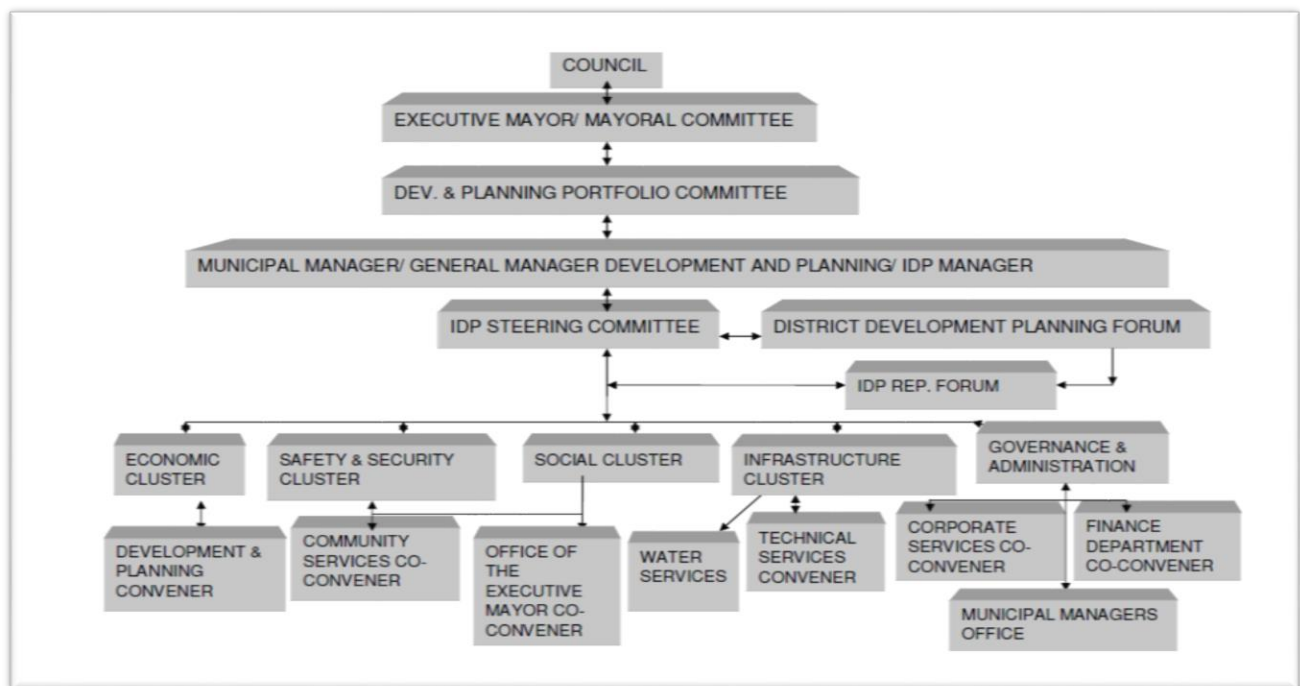 COUNCIL
EXECUTIVE MAYOR/ MAYORAL COMMITTEE
DEV. & PLANNING PORTFOLIO COMMITTEE
MUNICIPAL MANAGER/ GENERAL MANAGER DEVELOPMENT AND PLANNING/ IDP MANAGER
IDP STEERING COMMITTEE
DISTRICT DEVELOPMENT PLANNING FORUM
IDP REP. FORUM
ECONOMIC
CLUSTER
SAFETY & SECURITY
CLUSTER
SOCIAL CLUSTER
INFRASTRUCTURE
CLUSTER
GOVERNANCE &
ADMINISTRATION
DEVELOPMENT &
PLANNING
CONVENER
COMMUNITY
SERVICES CO-
CONVENER
OFFICE OF
THE
EXECUTIVE
MAYOR CO-
CONVENER
WATER
SERVICES
TECHNICAL
SERVICES
CONVENER
CORPORATE
SERVICES CO-
CONVENER
FINANCE
DEPARTMENT
CO-CONVENER
MUNICIPAL MANAGERS
OFFICE